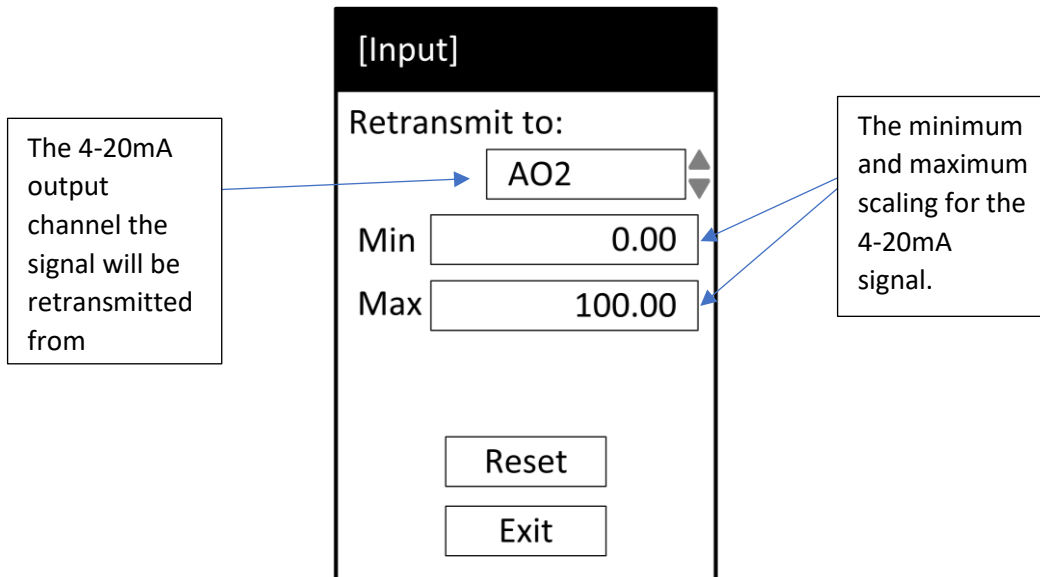 [Input]
Retransmit to:
AO2
Min 0.00
Max 100.00
Reset
Exit
The 4-20mA
output
channel the
signal will be
retransmitted
from
The minimum
and maximum
scaling for the
4-20mA
signal.